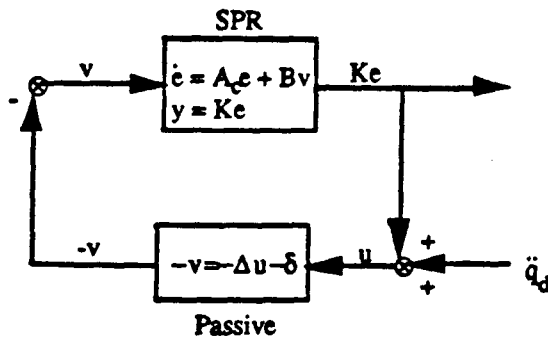 SPR
v
ė = A_c e + Bv
y = Ke
Ke
-
-v
-v = -Δu - δ
u
+
+
q̈_d
Passive